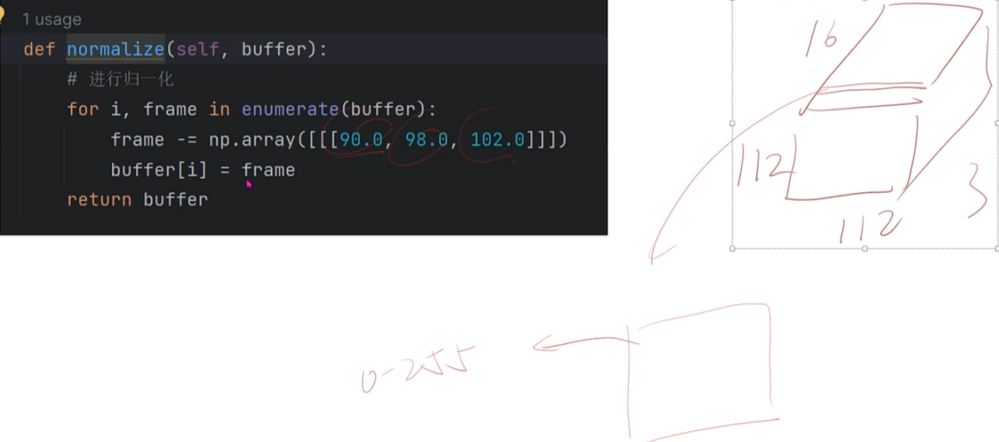 1 usage
def normalize(self, buffer):
# 进行归一化
for i, frame in enumerate(buffer):
frame -= np.array([[[90.0, 98.0, 102.0]]])
buffer[i] = frame
return buffer
16
112
112
3
0-255